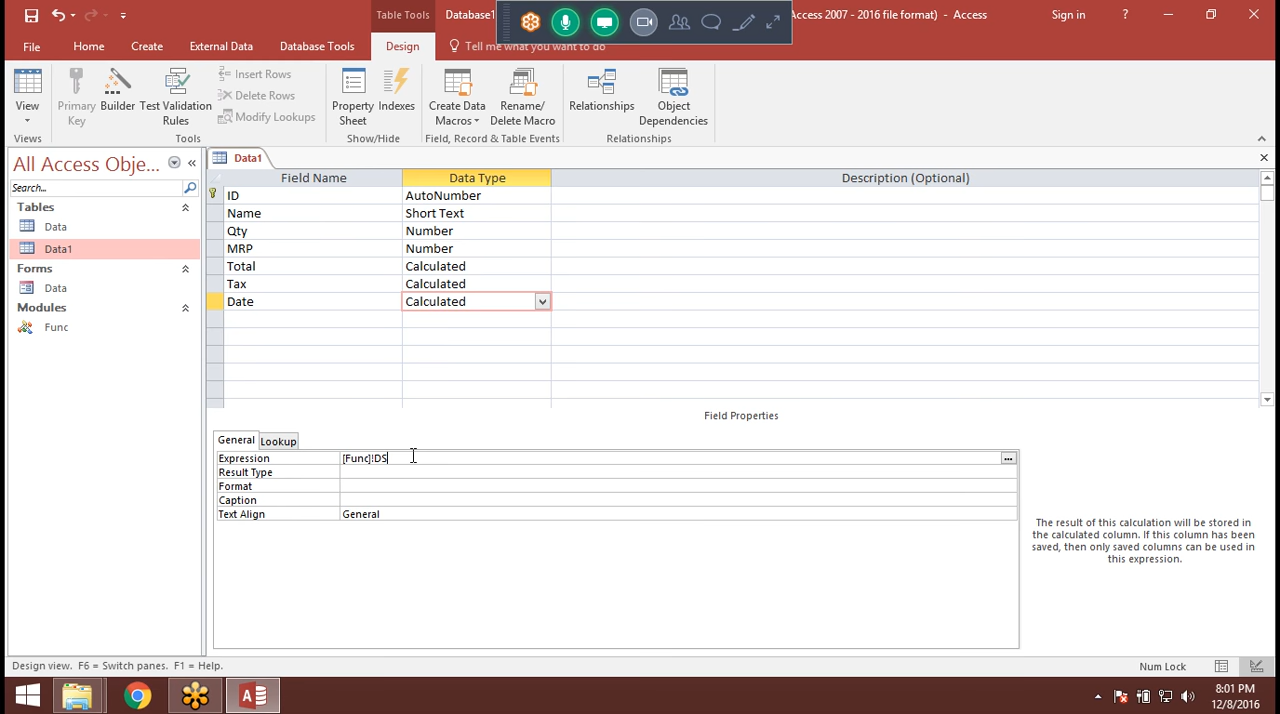 Table Tools
Database1
Access 2007 - 2016 file format) - Access
Sign in
?
File
Home
Create
External Data
Database Tools
Design
Tell me what you want to do
View
Primary Key
Builder
Test Validation Rules
Insert Rows
Delete Rows
Modify Lookups
Property Sheet
Indexes
Create Data Macros
Rename/ Delete Macro
Relationships
Object Dependencies
Views
Tools
Show/Hide
Field, Record & Table Events
Relationships
All Access Obje...
Search...
Tables
Data
Data1
Forms
Data
Modules
Func
Data1
Field Name
Data Type
Description (Optional)
ID
AutoNumber
Name
Short Text
Qty
Number
MRP
Number
Total
Calculated
Tax
Calculated
Date
Calculated
Field Properties
General
Lookup
Expression
[Func]!DS
Result Type
Format
Caption
Text Align
General
The result of this calculation will be stored in
the calculated column. If this column has been
saved, then only saved columns can be used in
this expression.
Design view. F6 = Switch panes. F1 = Help.
Num Lock
8:01 PM
12/8/2016